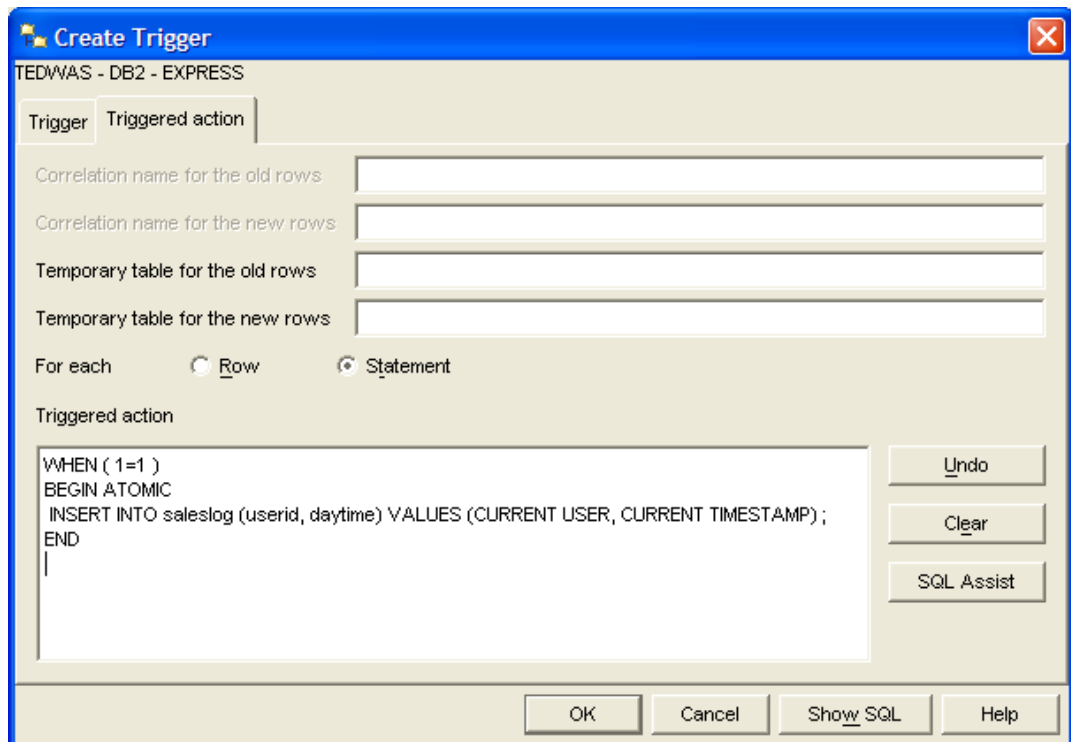 Create Trigger
TEDWAS - DB2 - EXPRESS
Trigger Triggered action
Correlation name for the old rows
Correlation name for the new rows
Temporary table for the old rows
Temporary table for the new rows
For each Row Statement
Triggered action
WHEN ( 1=1 )
BEGIN ATOMIC
INSERT INTO saleslog (userid, daytime) VALUES (CURRENT USER, CURRENT TIMESTAMP) ;
END
Undo
Clear
SQL Assist
OK Cancel Show SQL Help